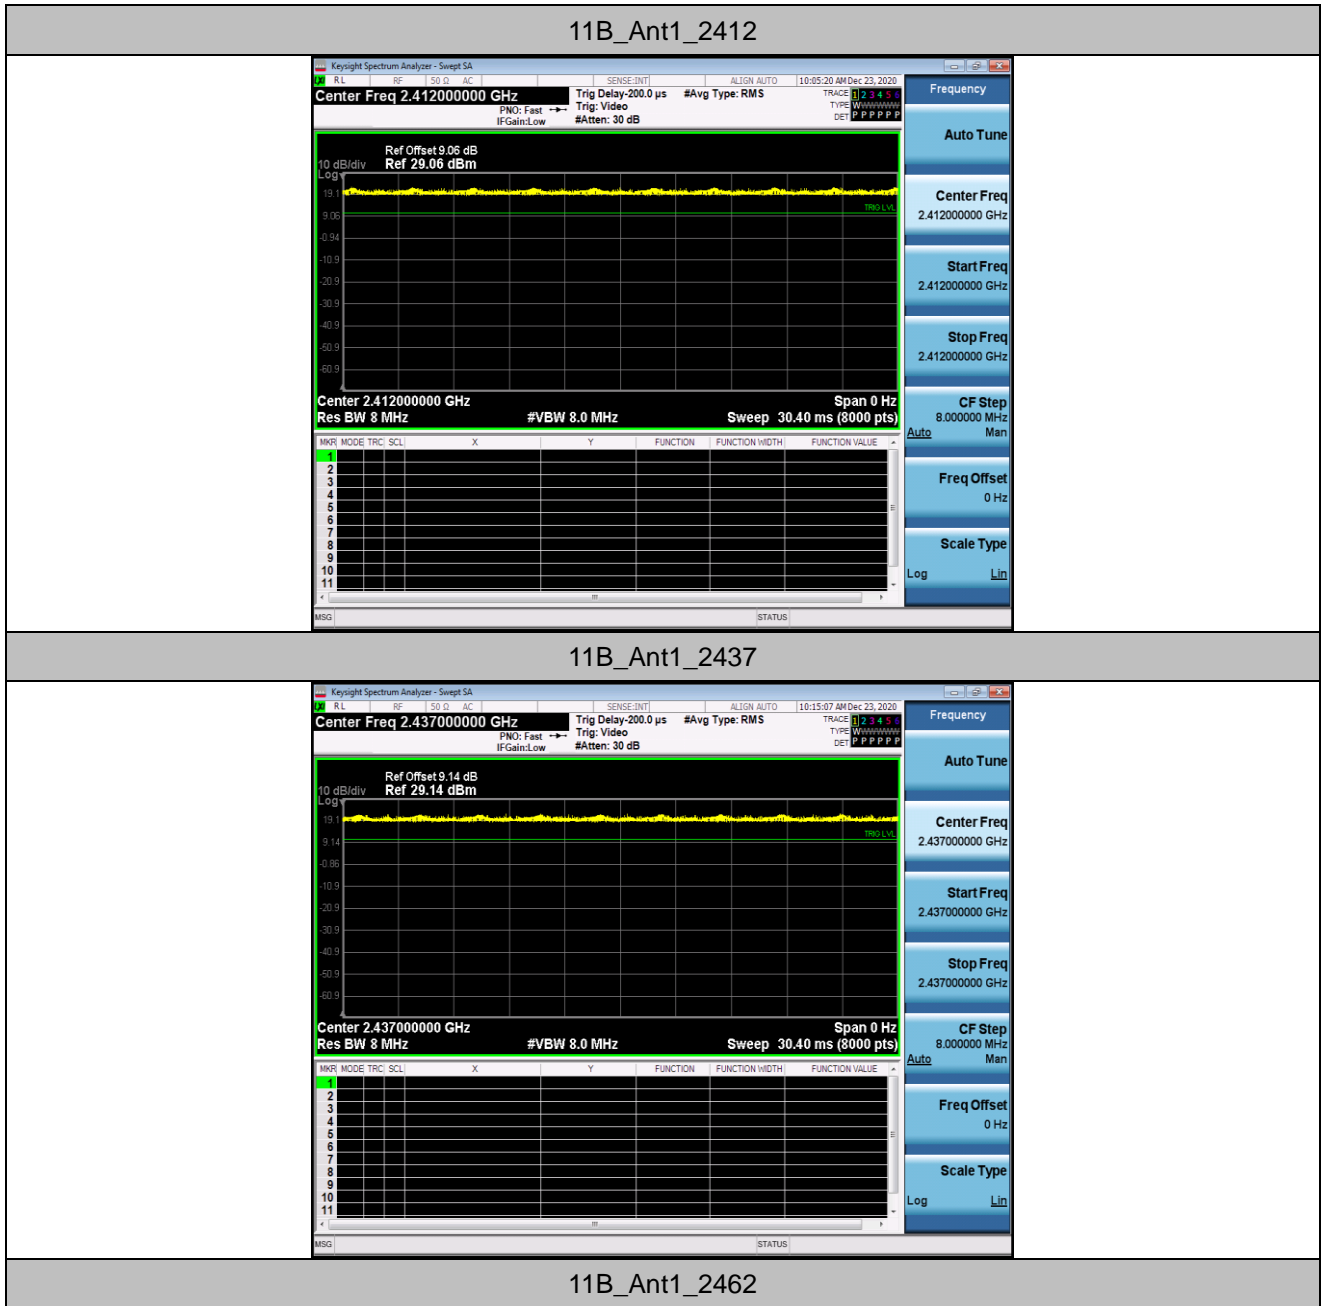 11B_Ant1_2412
Keysight Spectrum Analyzer - Swept SA
RL RF 50 Ω AC SENSE:INT ALIGN AUTO 10:05:20 AM Dec 23, 2020
Center Freq 2.412000000 GHz
PNO: Fast
IFGain:Low
Trig Delay-200.0 µs
Trig: Video
#Atten: 30 dB
#Avg Type: RMS
TRACE 1 2 3 4 5 6
TYPE W
DET P P P P P P
Frequency
Auto Tune
Ref Offset 9.06 dB
10 dB/div Ref 29.06 dBm
Log
19.1
9.06
-0.94
-10.9
-20.9
-30.9
-40.9
-50.9
-60.9
TRIG LVL
Center Freq
2.412000000 GHz
Start Freq
2.412000000 GHz
Stop Freq
2.412000000 GHz
Center 2.412000000 GHz Span 0 Hz
Res BW 8 MHz #VBW 8.0 MHz Sweep 30.40 ms (8000 pts)
CF Step
8.000000 MHz
Auto Man
MKR MODE TRC SCL X Y FUNCTION FUNCTION WIDTH FUNCTION VALUE
1
2
3
4
5
6
7
8
9
10
11
Freq Offset
0 Hz
Scale Type
Log Lin
MSG STATUS
11B_Ant1_2437
Keysight Spectrum Analyzer - Swept SA
RL RF 50 Ω AC SENSE:INT ALIGN AUTO 10:15:07 AM Dec 23, 2020
Center Freq 2.437000000 GHz
PNO: Fast
IFGain:Low
Trig Delay-200.0 µs
Trig: Video
#Atten: 30 dB
#Avg Type: RMS
TRACE 1 2 3 4 5 6
TYPE W
DET P P P P P P
Frequency
Auto Tune
Ref Offset 9.14 dB
10 dB/div Ref 29.14 dBm
Log
19.1
9.14
-0.86
-10.9
-20.9
-30.9
-40.9
-50.9
-60.9
TRIG LVL
Center Freq
2.437000000 GHz
Start Freq
2.437000000 GHz
Stop Freq
2.437000000 GHz
Center 2.437000000 GHz Span 0 Hz
Res BW 8 MHz #VBW 8.0 MHz Sweep 30.40 ms (8000 pts)
CF Step
8.000000 MHz
Auto Man
MKR MODE TRC SCL X Y FUNCTION FUNCTION WIDTH FUNCTION VALUE
1
2
3
4
5
6
7
8
9
10
11
Freq Offset
0 Hz
Scale Type
Log Lin
MSG STATUS
11B_Ant1_2462